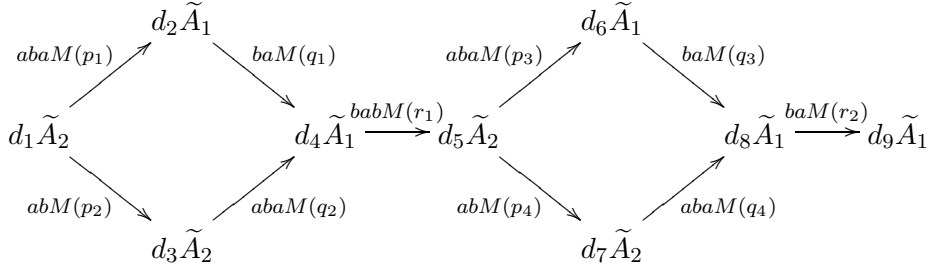 $d_2\widetilde{A}_1$ $d_6\widetilde{A}_1$
$abaM(p_1)$ $baM(q_1)$ $abaM(p_3)$ $baM(q_3)$
$d_1\widetilde{A}_2$ $d_4\widetilde{A}_1$ $babM(r_1)$ $d_5\widetilde{A}_2$ $d_8\widetilde{A}_1$ $baM(r_2)$ $d_9\widetilde{A}_1$
$abM(p_2)$ $abaM(q_2)$ $abM(p_4)$ $abaM(q_4)$
$d_3\widetilde{A}_2$ $d_7\widetilde{A}_2$